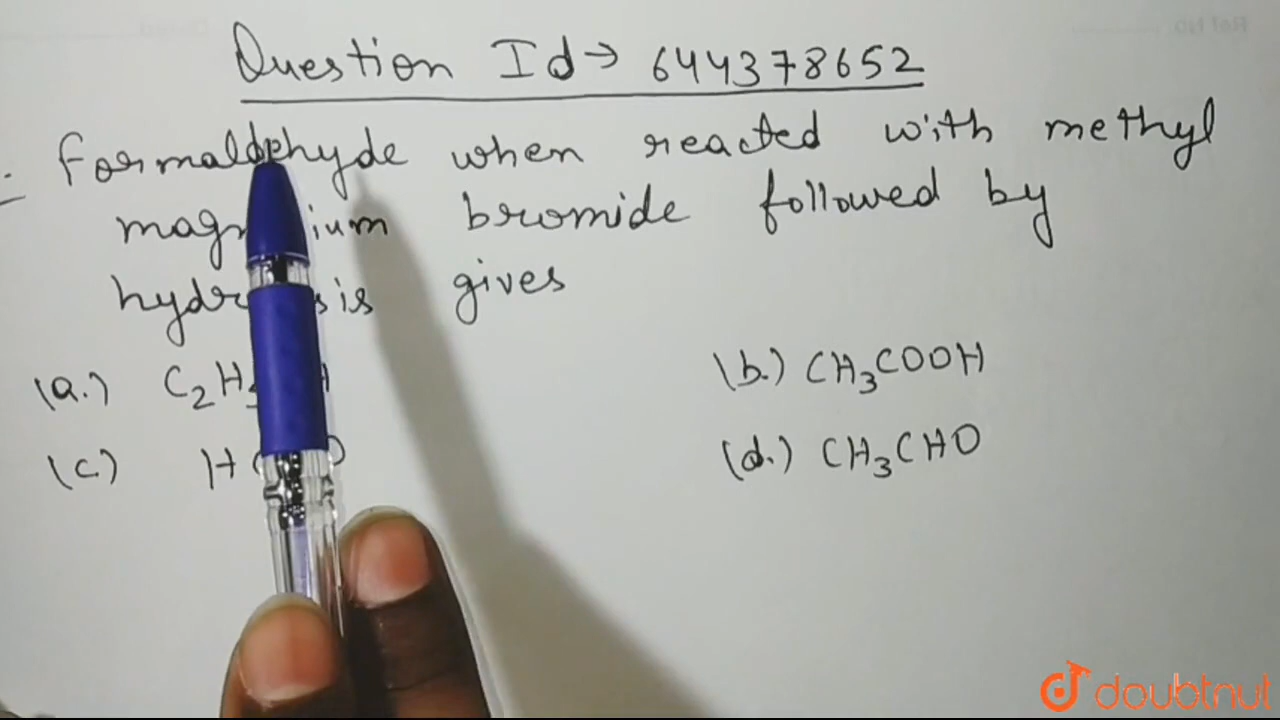 Question Id → 644378652
Formaldehyde when reacted with methyl
bromide followed by
gives
(a.)
(b.) CH3COOH
(c.)
(d.) CH3CHO
doubtnut